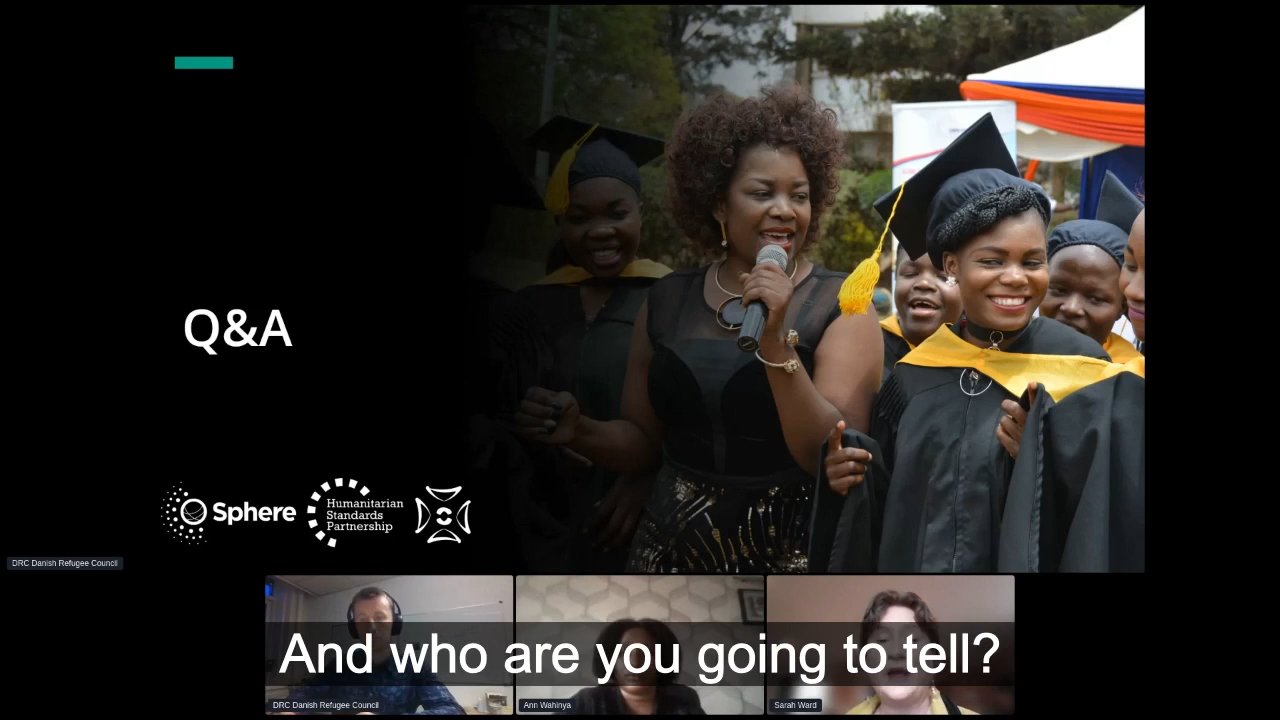 Q&A
Sphere
Humanitarian
Standards
Partnership
DRC Danish Refugee Council
And who are you going to tell?
DRC Danish Refugee Council
Ann Wahinya
Sarah Ward